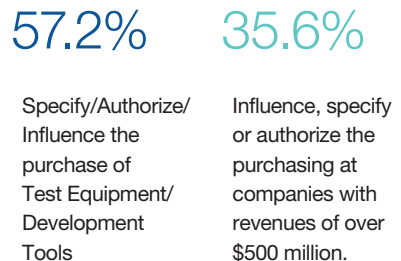 57.2%
Specify/Authorize/
Influence the
purchase of
Test Equipment/
Development
Tools
35.6%
Influence, specify
or authorize the
purchasing at
companies with
revenues of over
$500 million.